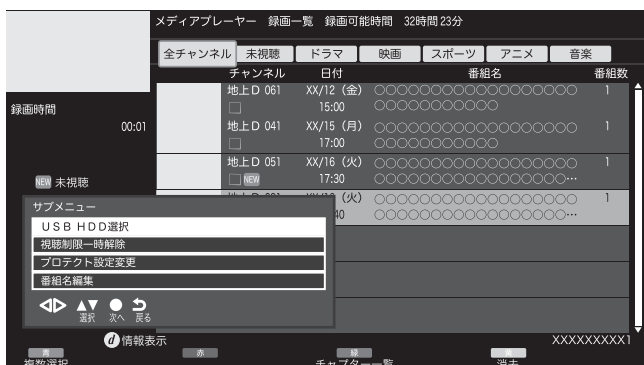 メディアプレーヤー 録画一覧 録画可能時間 32時間23分
全チャンネル 未視聴 ドラマ 映画 スポーツ アニメ 音楽
チャンネル 日付 番組名 番組数
地上D 061 XX/12（金） ○○○○○○○○○○○○○○○○○○ 1
15:00 ○○○○○○○○○○○
録画時間
00:01
地上D 041 XX/15（月） ○○○○○○○○○○○○○○○○○○ 1
17:00 ○○○○○○○○○○○
地上D 051 XX/16（火） ○○○○○○○○○○○○○○○○○○ 1
NEW 17:30 ○○○○○○○○○○○○○○○○○…
NEW 未視聴
（火） ○○○○○○○○○○○○○○○○○○ 1
40 ○○○○○○○○○○○○○○○○○…
サブメニュー
USB HDD選択
視聴制限一時解除
プロテクト設定変更
番組名編集
選択 次へ 戻る
d 情報表示
XXXXXXXXX1
青 赤 緑
複数選択 チャプター一覧 消去